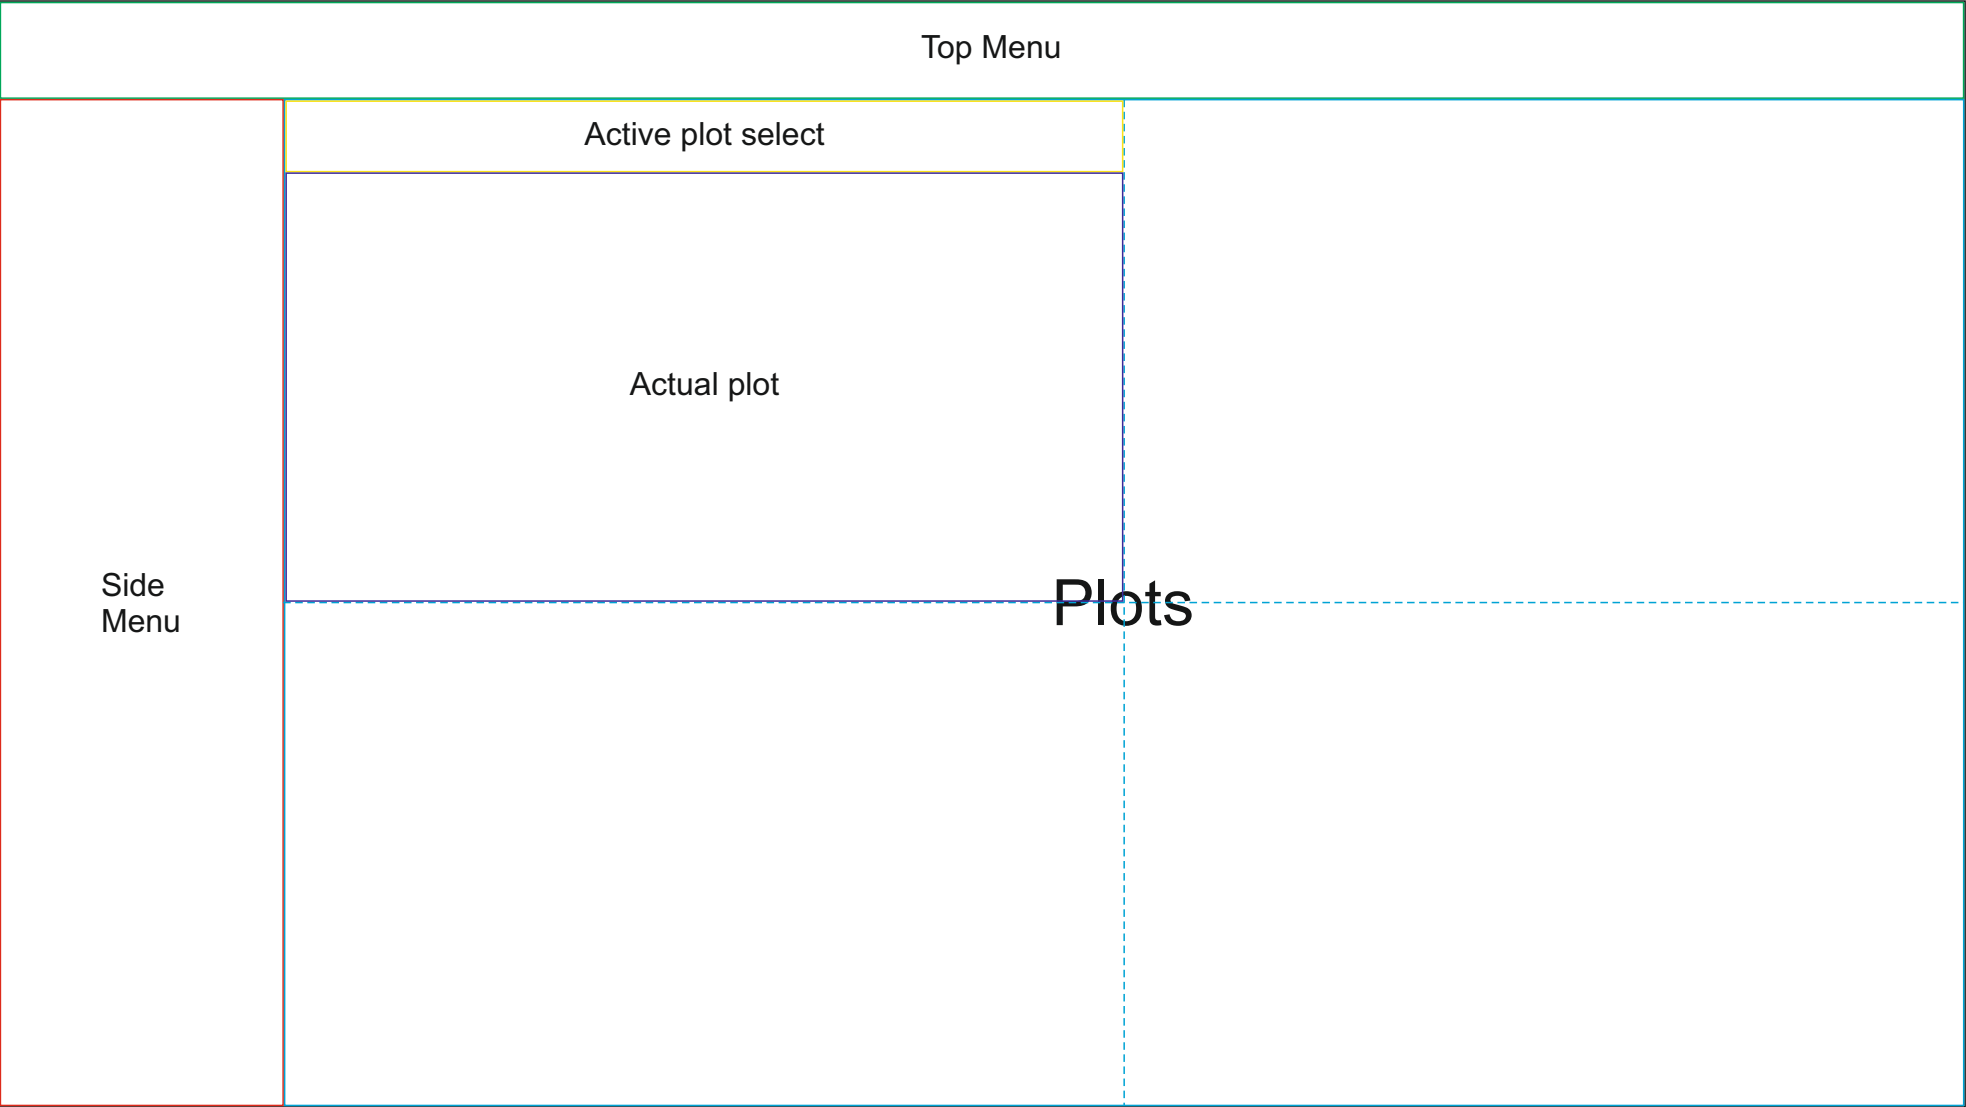 Top Menu
Active plot select
Actual plot
Side
Menu
Plots